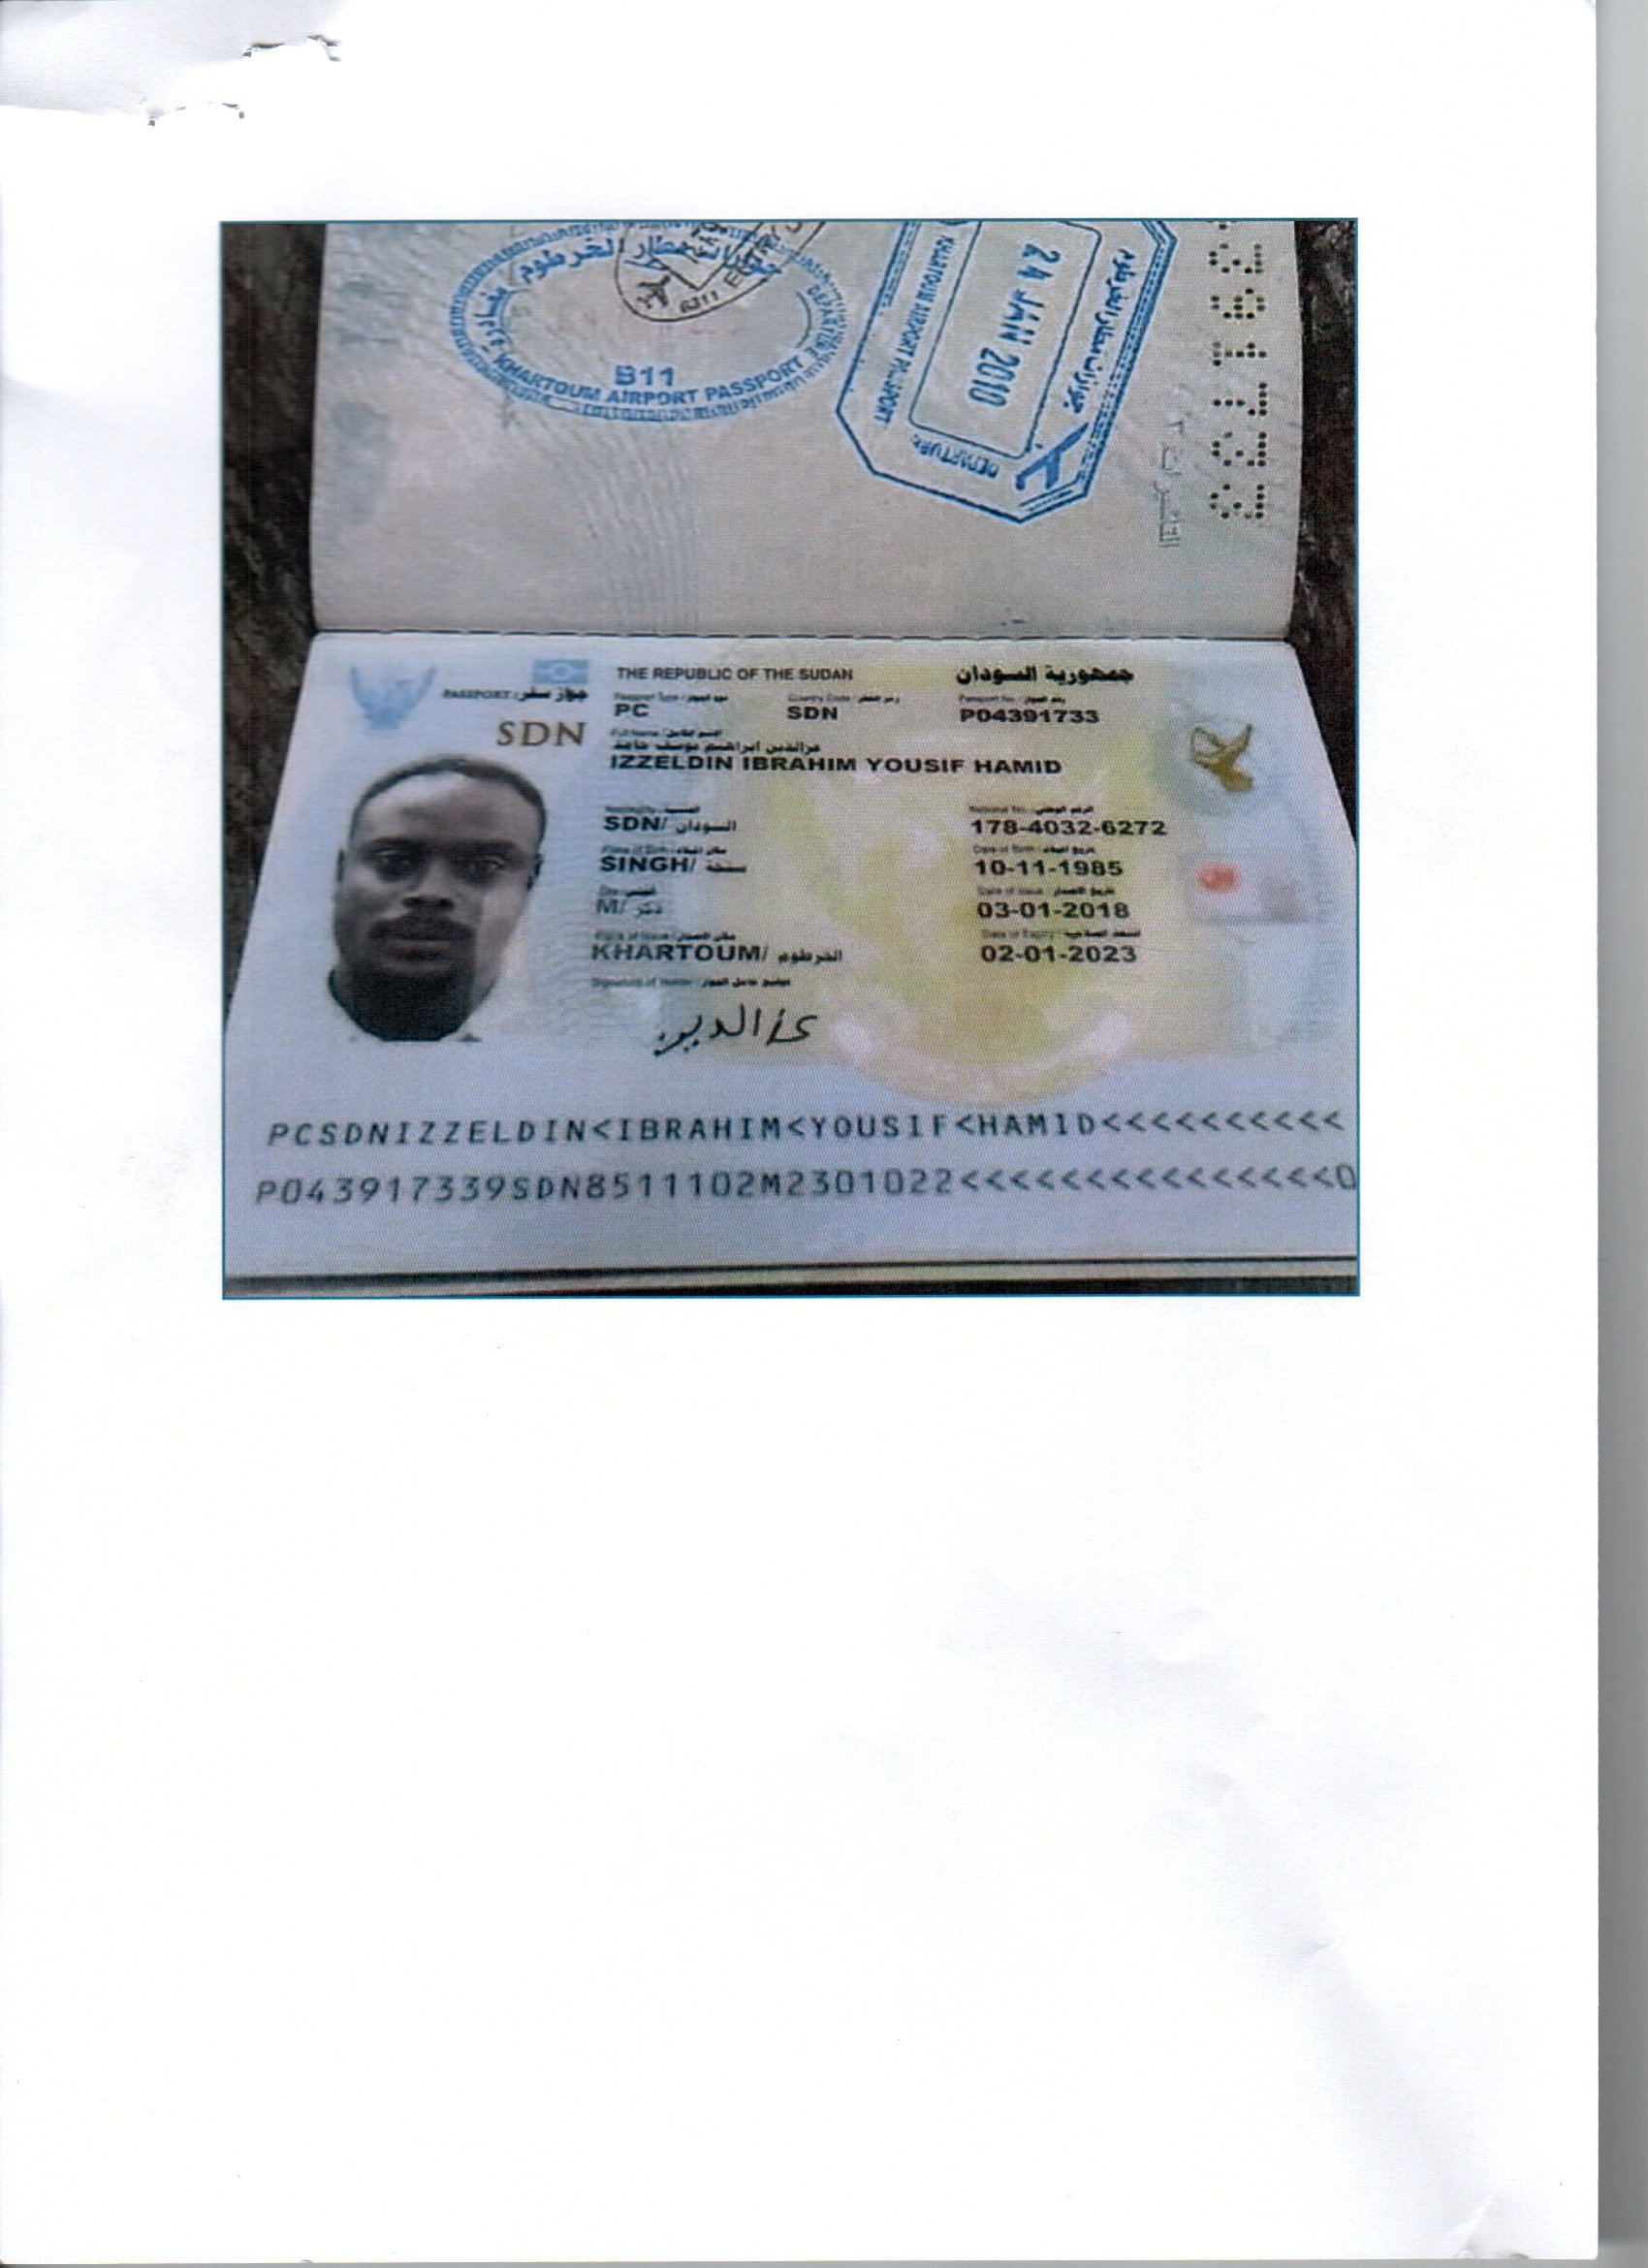 جوازات مطار الخرطوم مغادرة
DEPARTURE
B11
KHARTOUM AIRPORT PASSPORT
B11
جوازات مطار الخرطوم
24 JAN 2010
KHARTOUM AIRPORT PASSPORT
DEPARTURE
PASSPORT / جواز سفر
SDN
THE REPUBLIC OF THE SUDAN جمهورية السودان
Passport Type / نوع الجواز Country Code / رمز القطر Passport No. / رقم الجواز
PC SDN P04391733
Full Name / الاسم الكامل
عزالدين ابراهيم يوسف حامد
IZZELDIN IBRAHIM YOUSIF HAMID
Nationality / الجنسية National No. / الرقم الوطني
SDN/ السودان 178-4032-6272
Place of Birth / مكان الميلاد Date of Birth / تاريخ الميلاد
SINGH/ سنجة 10-11-1985
Sex / الجنس Date of Issue / تاريخ الاصدار
M/ ذكر 03-01-2018
Place of Issue / مكان الاصدار Date of Expiry /
KHARTOUM/ الخرطوم 02-01-2023
Signature of Holder / توقيع حامل الجواز
عزالدين
PCSDNIZZELDIN<IBRAHIM<YOUSIF<HAMID<<<<<<<<<<
P043917339SDN8511102M2301022<<<<<<<<<<<<<<<0